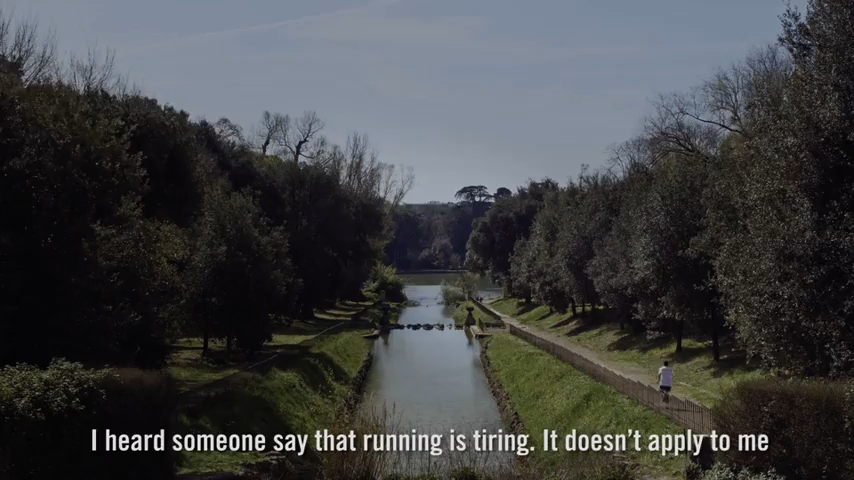 I heard someone say that running is tiring. It doesn't apply to me